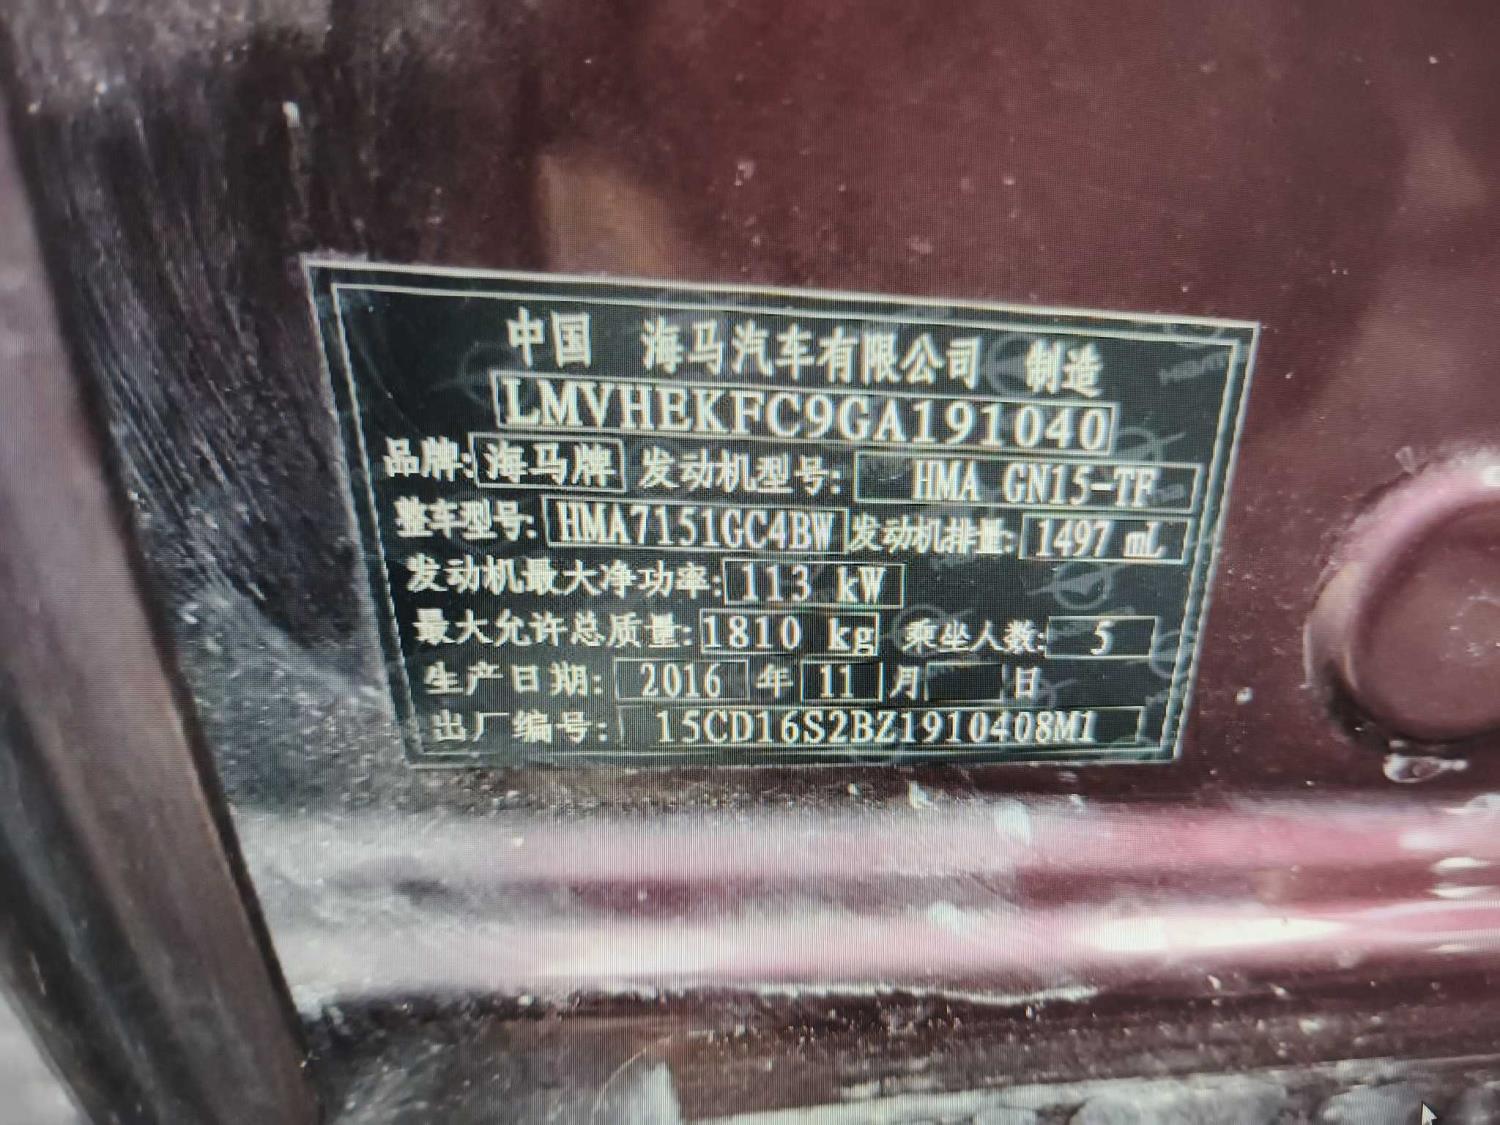 中国 海马汽车有限公司 制造
LMVHEKFC9GA191040
品牌: 海马牌 发动机型号: HMA GN15-TF
整车型号: HMA7151GC4BW 发动机排量: 1497 mL
发动机最大净功率: 113 kW
最大允许总质量: 1810 kg 乘坐人数: 5
生产日期: 2016 年 11 月 日
出厂编号: 15CD16S2BZ1910408M1